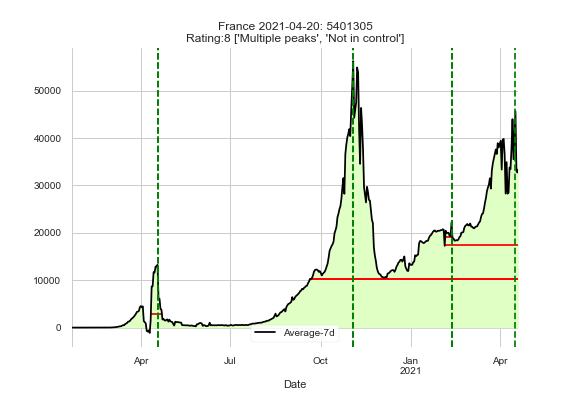 France 2021-04-20: 5401305
Rating:8 ['Multiple peaks', 'Not in control']
50000
40000
30000
20000
10000
0
Average-7d
Apr
Jul
Oct
Jan
2021
Apr
Date